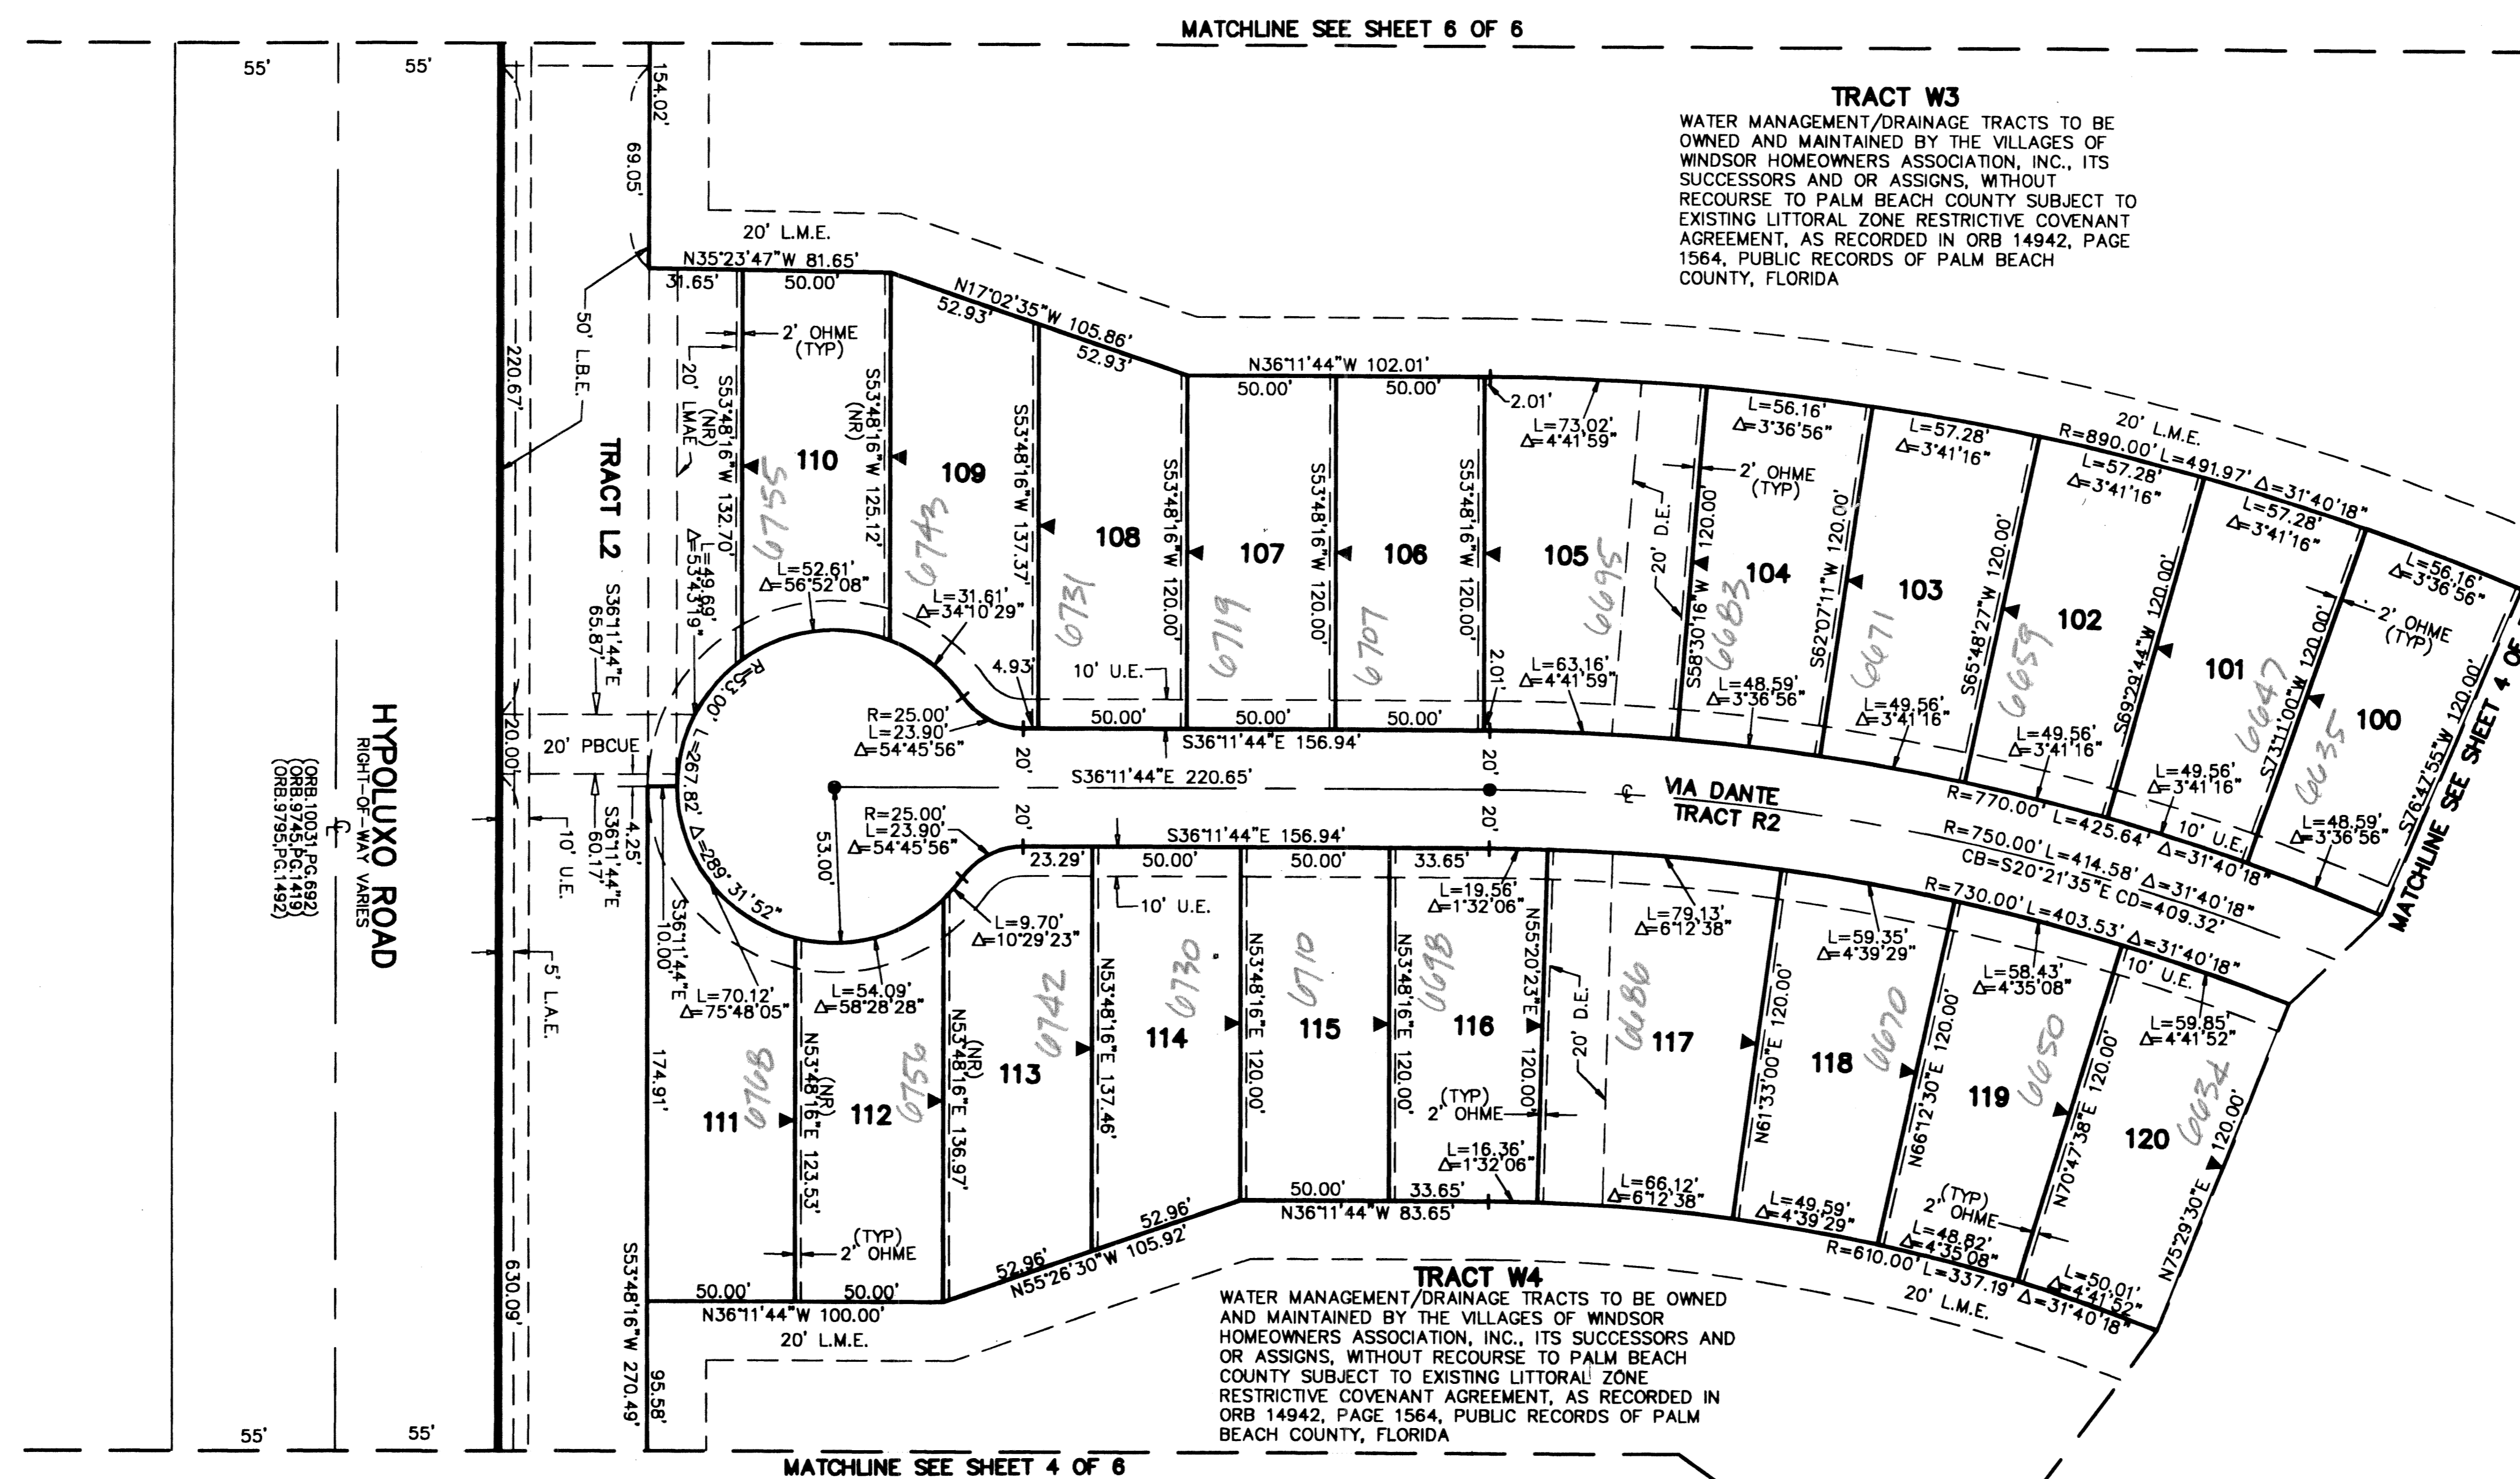 MATCHLINE SEE SHEET 6 OF 6
55'
55'
154.02'
69.05'
TRACT W3
WATER MANAGEMENT/DRAINAGE TRACTS TO BE
OWNED AND MAINTAINED BY THE VILLAGES OF
WINDSOR HOMEOWNERS ASSOCIATION, INC., ITS
SUCCESSORS AND OR ASSIGNS, WITHOUT
RECOURSE TO PALM BEACH COUNTY SUBJECT TO
EXISTING LITTORAL ZONE RESTRICTIVE COVENANT
AGREEMENT, AS RECORDED IN ORB 14942, PAGE
1564, PUBLIC RECORDS OF PALM BEACH
COUNTY, FLORIDA
20' L.M.E.
N35°23'47"W 81.65'
31.65'
50.00'
N17°02'35"W 105.86'
52.93'
52.93'
N36°11'44"W 102.01'
50.00'
50.00'
2.01'
L=73.02'
Δ=4°41'59"
L=56.16'
Δ=3°36'56"
L=57.28'
Δ=3°41'16"
20' L.M.E.
R=890.00' L=491.97' Δ=31°40'18"
L=57.28'
Δ=3°41'16"
L=57.28'
Δ=3°41'16"
L=56.16'
Δ=3°36'56"
2' OHME
(TYP)
2' OHME
(TYP)
2' OHME
(TYP)
220.67'
50' L.B.E.
TRACT L2
20' LMAE
S53°48'16"W 132.70'
(NR)
110
6755
S53°48'16"W 125.12'
(NR)
109
6743
S53°48'16"W 137.37'
108
6731
S53°48'16"W 120.00'
107
6719
S53°48'16"W 120.00'
106
6707
S53°48'16"W 120.00'
105
6695
20' D.E.
S58°30'16"W 120.00'
104
6683
S62°07'11"W 120.00'
103
6671
S65°48'27"W 120.00'
102
6659
S69°29'44"W 120.00'
101
6647
S73°11'00"W 120.00'
100
6635
S76°47'55"W 120.00'
MATCHLINE SEE SHEET 4 OF
L=49.69'
Δ=53°43'19"
L=52.61'
Δ=56°52'08"
L=31.61'
Δ=34°10'29"
4.93'
10' U.E.
2.01'
L=63.16'
Δ=4°41'59"
L=48.59'
Δ=3°36'56"
L=49.56'
Δ=3°41'16"
L=49.56'
Δ=3°41'16"
L=49.56'
Δ=3°41'16"
L=48.59'
Δ=3°36'56"
R=770.00' L=425.64' Δ=31°40'18"
10' U.E.
S36°11'44"E
65.87'
R=53.00' L=267.82' Δ=289°31'52"
R=25.00'
L=23.90'
Δ=54°45'56"
50.00'
50.00'
50.00'
S36°11'44"E 156.94'
20'
20'
20.00'
20' PBCUE
S36°11'44"E 220.65'
℄
VIA DANTE
TRACT R2
R=750.00' L=414.58' Δ=31°40'18"
CB=S20°21'35"E CD=409.32'
HYPOLUXO ROAD
RIGHT-OF-WAY VARIES
℄
(ORB.10031,PG.692)
(ORB.9745,PG.1419)
(ORB.9795,PG.1492)
10' U.E.
S36°11'44"E
60.17'
4.25'
S36°11'44"E
10.00'
53.00'
R=25.00'
L=23.90'
Δ=54°45'56"
20'
20'
S36°11'44"E 156.94'
23.29'
50.00'
50.00'
33.65'
10' U.E.
L=19.56'
Δ=1°32'06"
L=79.13'
Δ=6°12'38"
R=730.00' L=403.53' Δ=31°40'18"
L=59.35'
Δ=4°39'29"
L=58.43'
Δ=4°35'08"
10' U.E.
L=59.85'
Δ=4°41'52"
5' L.A.E.
L=70.12'
Δ=75°48'05"
L=54.09'
Δ=58°28'28"
L=9.70'
Δ=10°29'23"
174.91'
111
6768
N53°48'16"E 123.53'
(NR)
112
6756
N53°48'16"E 136.97'
(NR)
113
6742
N53°48'16"E 137.46'
114
6730
N53°48'16"E 120.00'
115
6710
N53°48'16"E 120.00'
116
6698
N55°20'23"E 120.00'
20' D.E.
117
6686
N61°33'00"E 120.00'
118
6670
N66°12'30"E 120.00'
119
6650
N70°47'38"E 120.00'
120
6634
N75°29'30"E 120.00'
(TYP)
2' OHME
(TYP)
2' OHME
(TYP)
2' OHME
L=16.36'
Δ=1°32'06"
50.00'
33.65'
N36°11'44"W 83.65'
L=66.12'
Δ=6°12'38"
L=49.59'
Δ=4°39'29"
L=48.82'
Δ=4°35'08"
L=50.01'
Δ=4°41'52"
R=610.00' L=337.19' Δ=31°40'18"
20' L.M.E.
630.09'
S53°48'16"W 270.49'
95.58'
50.00'
50.00'
N36°11'44"W 100.00'
20' L.M.E.
52.96'
52.96'
N55°26'30"W 105.92'
TRACT W4
WATER MANAGEMENT/DRAINAGE TRACTS TO BE OWNED
AND MAINTAINED BY THE VILLAGES OF WINDSOR
HOMEOWNERS ASSOCIATION, INC., ITS SUCCESSORS AND
OR ASSIGNS, WITHOUT RECOURSE TO PALM BEACH
COUNTY SUBJECT TO EXISTING LITTORAL ZONE
RESTRICTIVE COVENANT AGREEMENT, AS RECORDED IN
ORB 14942, PAGE 1564, PUBLIC RECORDS OF PALM
BEACH COUNTY, FLORIDA
55'
55'
MATCHLINE SEE SHEET 4 OF 6